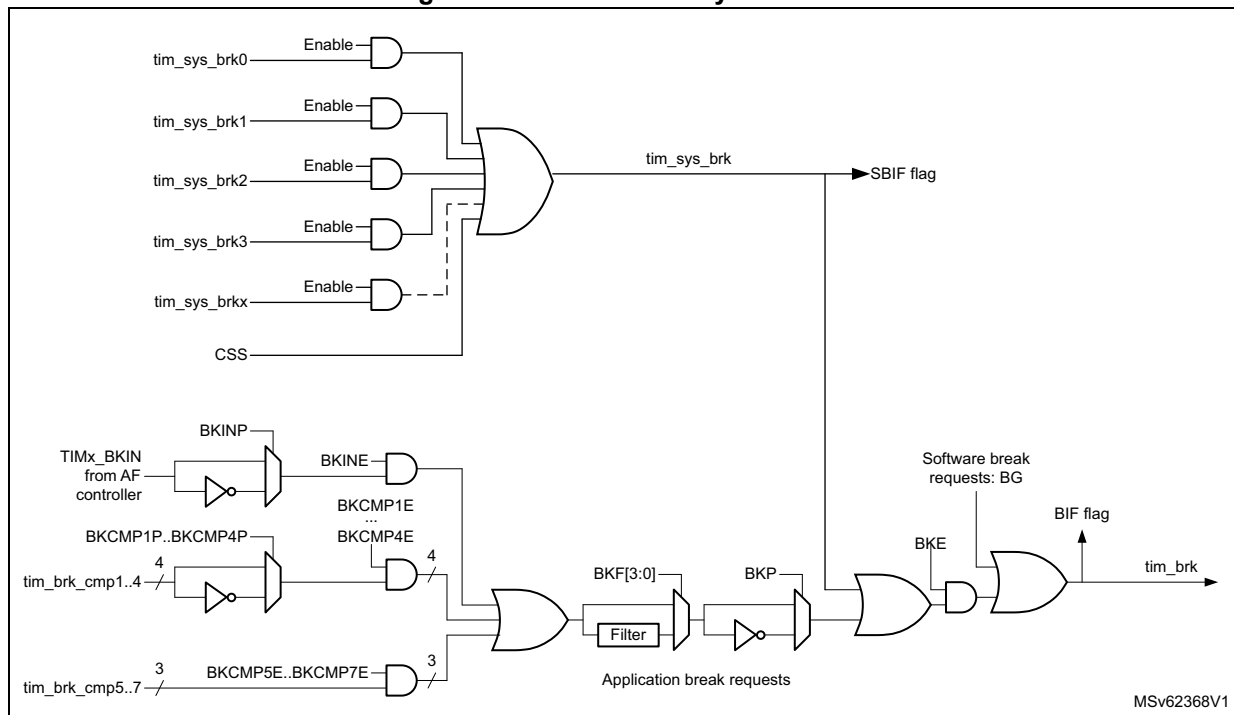 Enable
tim_sys_brk0
Enable
tim_sys_brk1
Enable
tim_sys_brk2
tim_sys_brk
SBIF flag
Enable
tim_sys_brk3
Enable
tim_sys_brkx
CSS
BKINP
TIMx_BKIN
from AF
controller
BKINE
Software break
requests: BG
BKCMP1E
...
BKCMP4E
BIF flag
BKCMP1P..BKCMP4P
4
tim_brk_cmp1..4
4
BKF[3:0]
BKP
BKE
tim_brk
Filter
3
tim_brk_cmp5..7
BKCMP5E..BKCMP7E
3
Application break requests
MSv62368V1